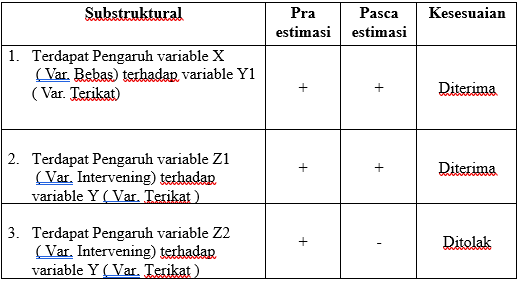 Substruktural Pra estimasi Pasca estimasi Kesesuaian
1. Terdapat Pengaruh variable X
( Var. Bebas) terhadap variable Y1
( Var. Terikat)
+ + Diterima
2. Terdapat Pengaruh variable Z1
( Var. Intervening) terhadap
variable Y ( Var. Terikat )
+ + Diterima
3. Terdapat Pengaruh variable Z2
( Var. Intervening) terhadap
variable Y ( Var. Terikat )
+ - Ditolak